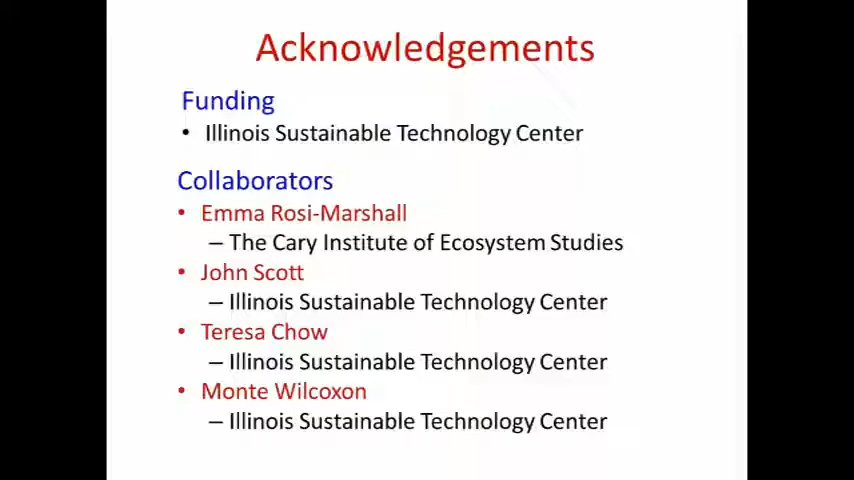 Acknowledgements
Funding
• Illinois Sustainable Technology Center
Collaborators
• Emma Rosi-Marshall
– The Cary Institute of Ecosystem Studies
• John Scott
– Illinois Sustainable Technology Center
• Teresa Chow
– Illinois Sustainable Technology Center
• Monte Wilcoxon
– Illinois Sustainable Technology Center